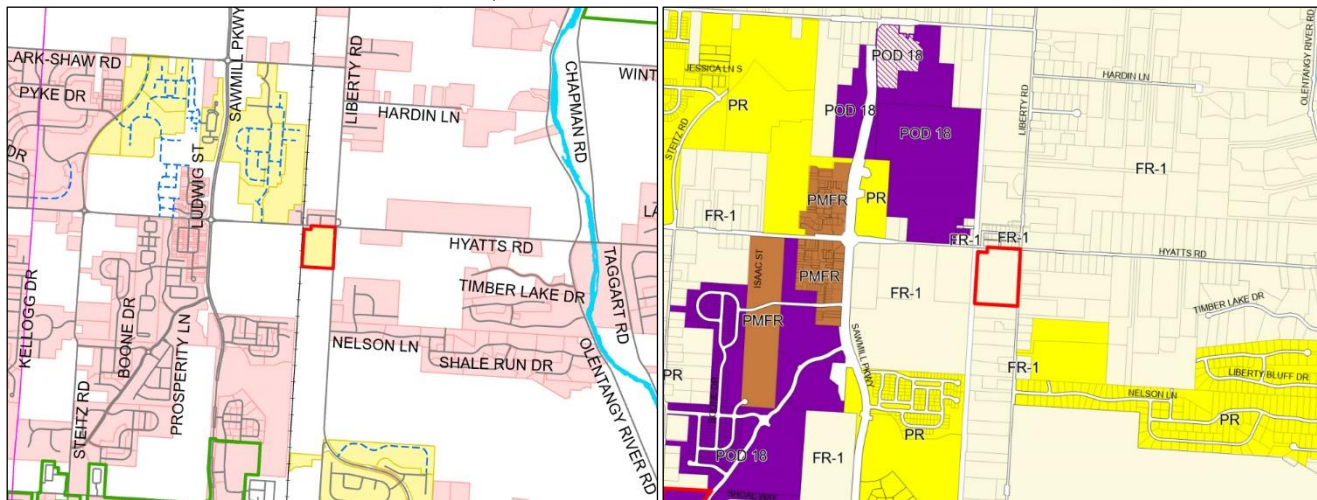 ARK-SHAW RD
PYKE DR
DR
SAWMILL PKWY
LIBERTY RD
HARDIN LN
CHAPMAN RD
WINT
LUDWIG ST
HYATTS RD
TIMBER LAKE DR
TAGGART RD
LA
KELLOGG DR
BOONE DR
PROSPERITY LN
NELSON LN
SHALE RUN DR
STEITZ RD
OLENTANGY RIVER RD
POD 18
JESSICA LN S
PR
STEITZ RD
POD 18
POD 18
HARDIN LN
LIBERTY RD
OLENTANGY RIVER RD
FR-1
PMFR
PR
FR-1
FR-1
FR-1
HYATTS RD
ISAAC ST
PMFR
FR-1
TIMBER LAKE DR
PMFR
SAWMILL PKWY
PR
FR-1
NELSON LN
LIBERTY BLUFF DR
PR
PR
POD 18
FR-1